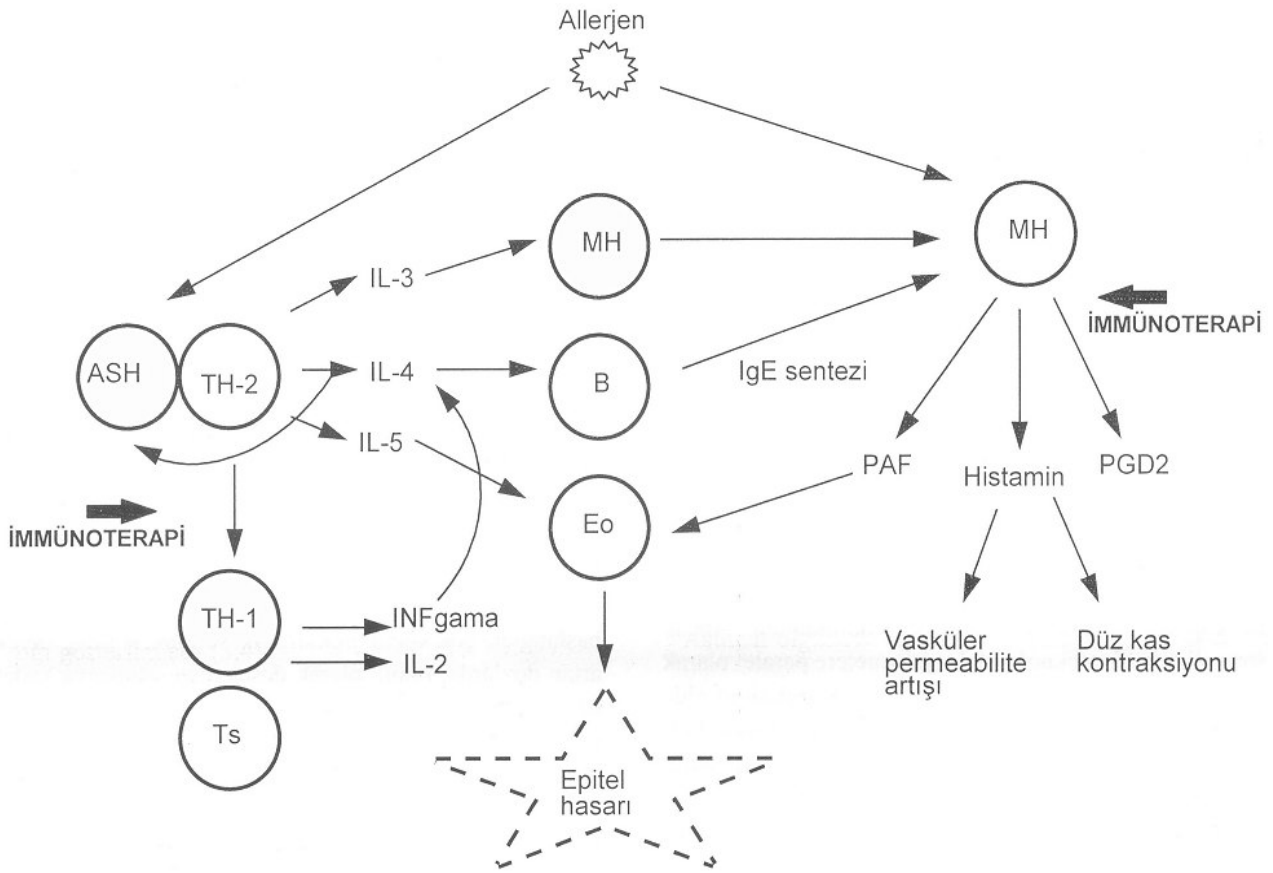 Allerjen
MH
MH
IL-3
İMMÜNOTERAPİ
ASH
TH-2
IL-4
B
IgE sentezi
IL-5
PAF
Histamin
PGD2
Eo
İMMÜNOTERAPİ
TH-1
INFgama
IL-2
Vasküler
permeabilite
artışı
Düz kas
kontraksiyonu
Ts
Epitel
hasarı